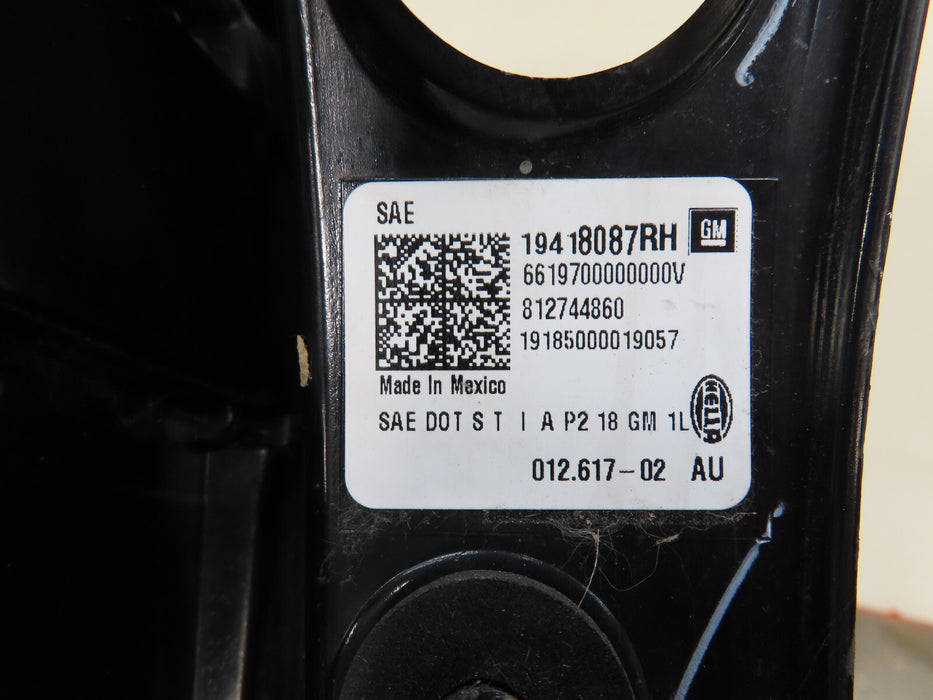 SAE
19418087RH GM
6619700000000V
812744860
19185000019057
Made In Mexico
SAE DOT S T I A P2 18 GM 1L HELLA
012.617-02 AU